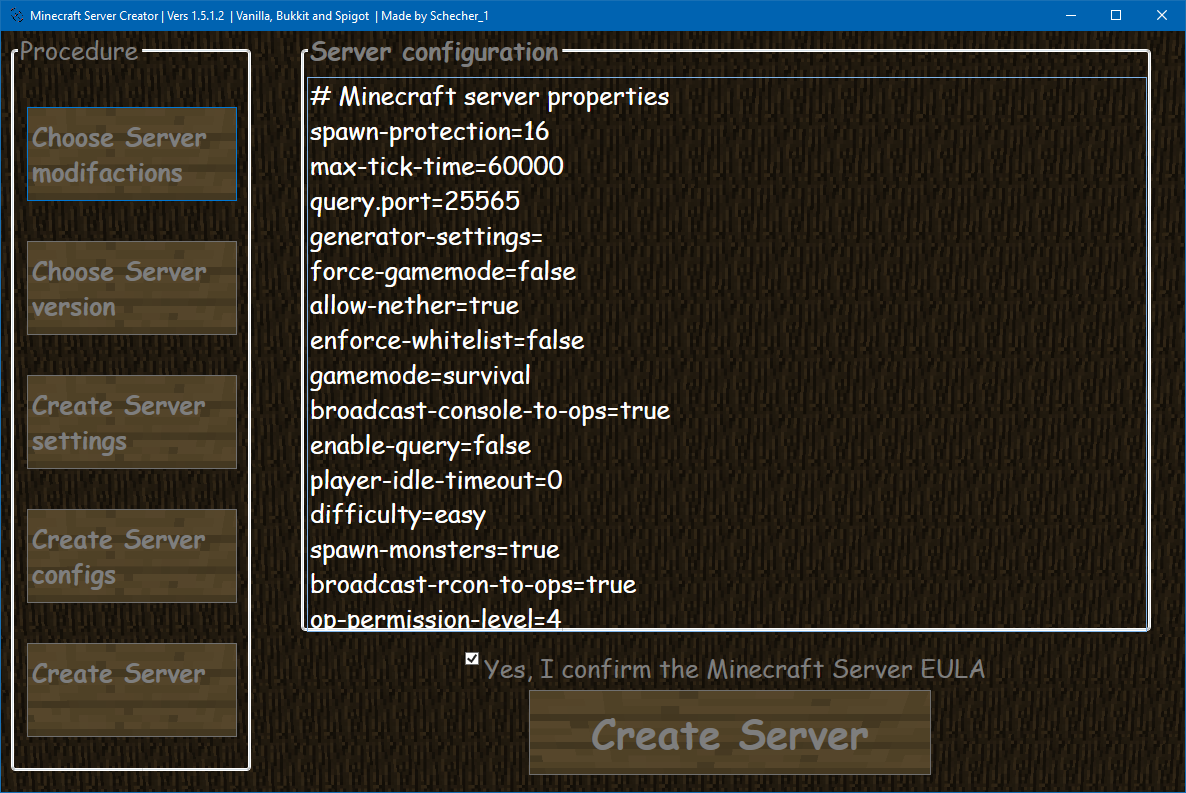 Minecraft Server Creator | Vers 1.5.1.2 | Vanilla, Bukkit and Spigot | Made by Schecher_1
Procedure
Choose Server
modifactions
Choose Server
version
Create Server
settings
Create Server
configs
Create Server
Server configuration
# Minecraft server properties
spawn-protection=16
max-tick-time=60000
query.port=25565
generator-settings=
force-gamemode=false
allow-nether=true
enforce-whitelist=false
gamemode=survival
broadcast-console-to-ops=true
enable-query=false
player-idle-timeout=0
difficulty=easy
spawn-monsters=true
broadcast-rcon-to-ops=true
op-permission-level=4
Yes, I confirm the Minecraft Server EULA
Create Server